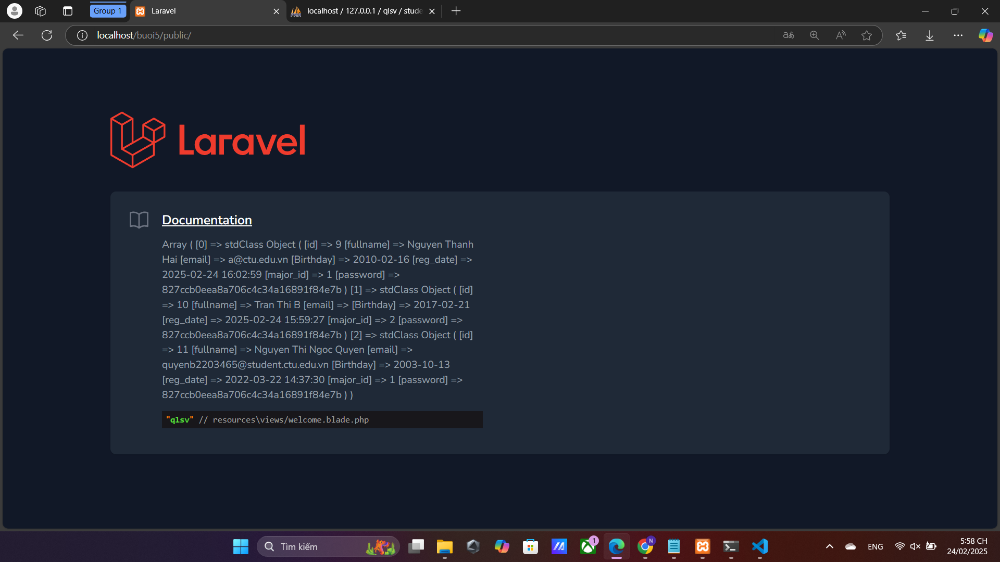 Group 1
Laravel
localhost / 127.0.0.1 / qlsv / stude
localhost/buoi5/public/
Laravel
Documentation
Array ( [0] => stdClass Object ( [id] => 9 [fullname] => Nguyen Thanh
Hai [email] => a@ctu.edu.vn [Birthday] => 2010-02-16 [reg_date] =>
2025-02-24 16:02:59 [major_id] => 1 [password] =>
827ccb0eea8a706c4c34a16891f84e7b ) [1] => stdClass Object ( [id]
=> 10 [fullname] => Tran Thi B [email] => [Birthday] => 2017-02-21
[reg_date] => 2025-02-24 15:59:27 [major_id] => 2 [password] =>
827ccb0eea8a706c4c34a16891f84e7b ) [2] => stdClass Object ( [id]
=> 11 [fullname] => Nguyen Thi Ngoc Quyen [email] =>
quyenb2203465@student.ctu.edu.vn [Birthday] => 2003-10-13
[reg_date] => 2022-03-22 14:37:30 [major_id] => 1 [password] =>
827ccb0eea8a706c4c34a16891f84e7b ) )
"qlsv" // resources\views/welcome.blade.php
Tìm kiếm
1
N
ENG
5:58 CH
24/02/2025